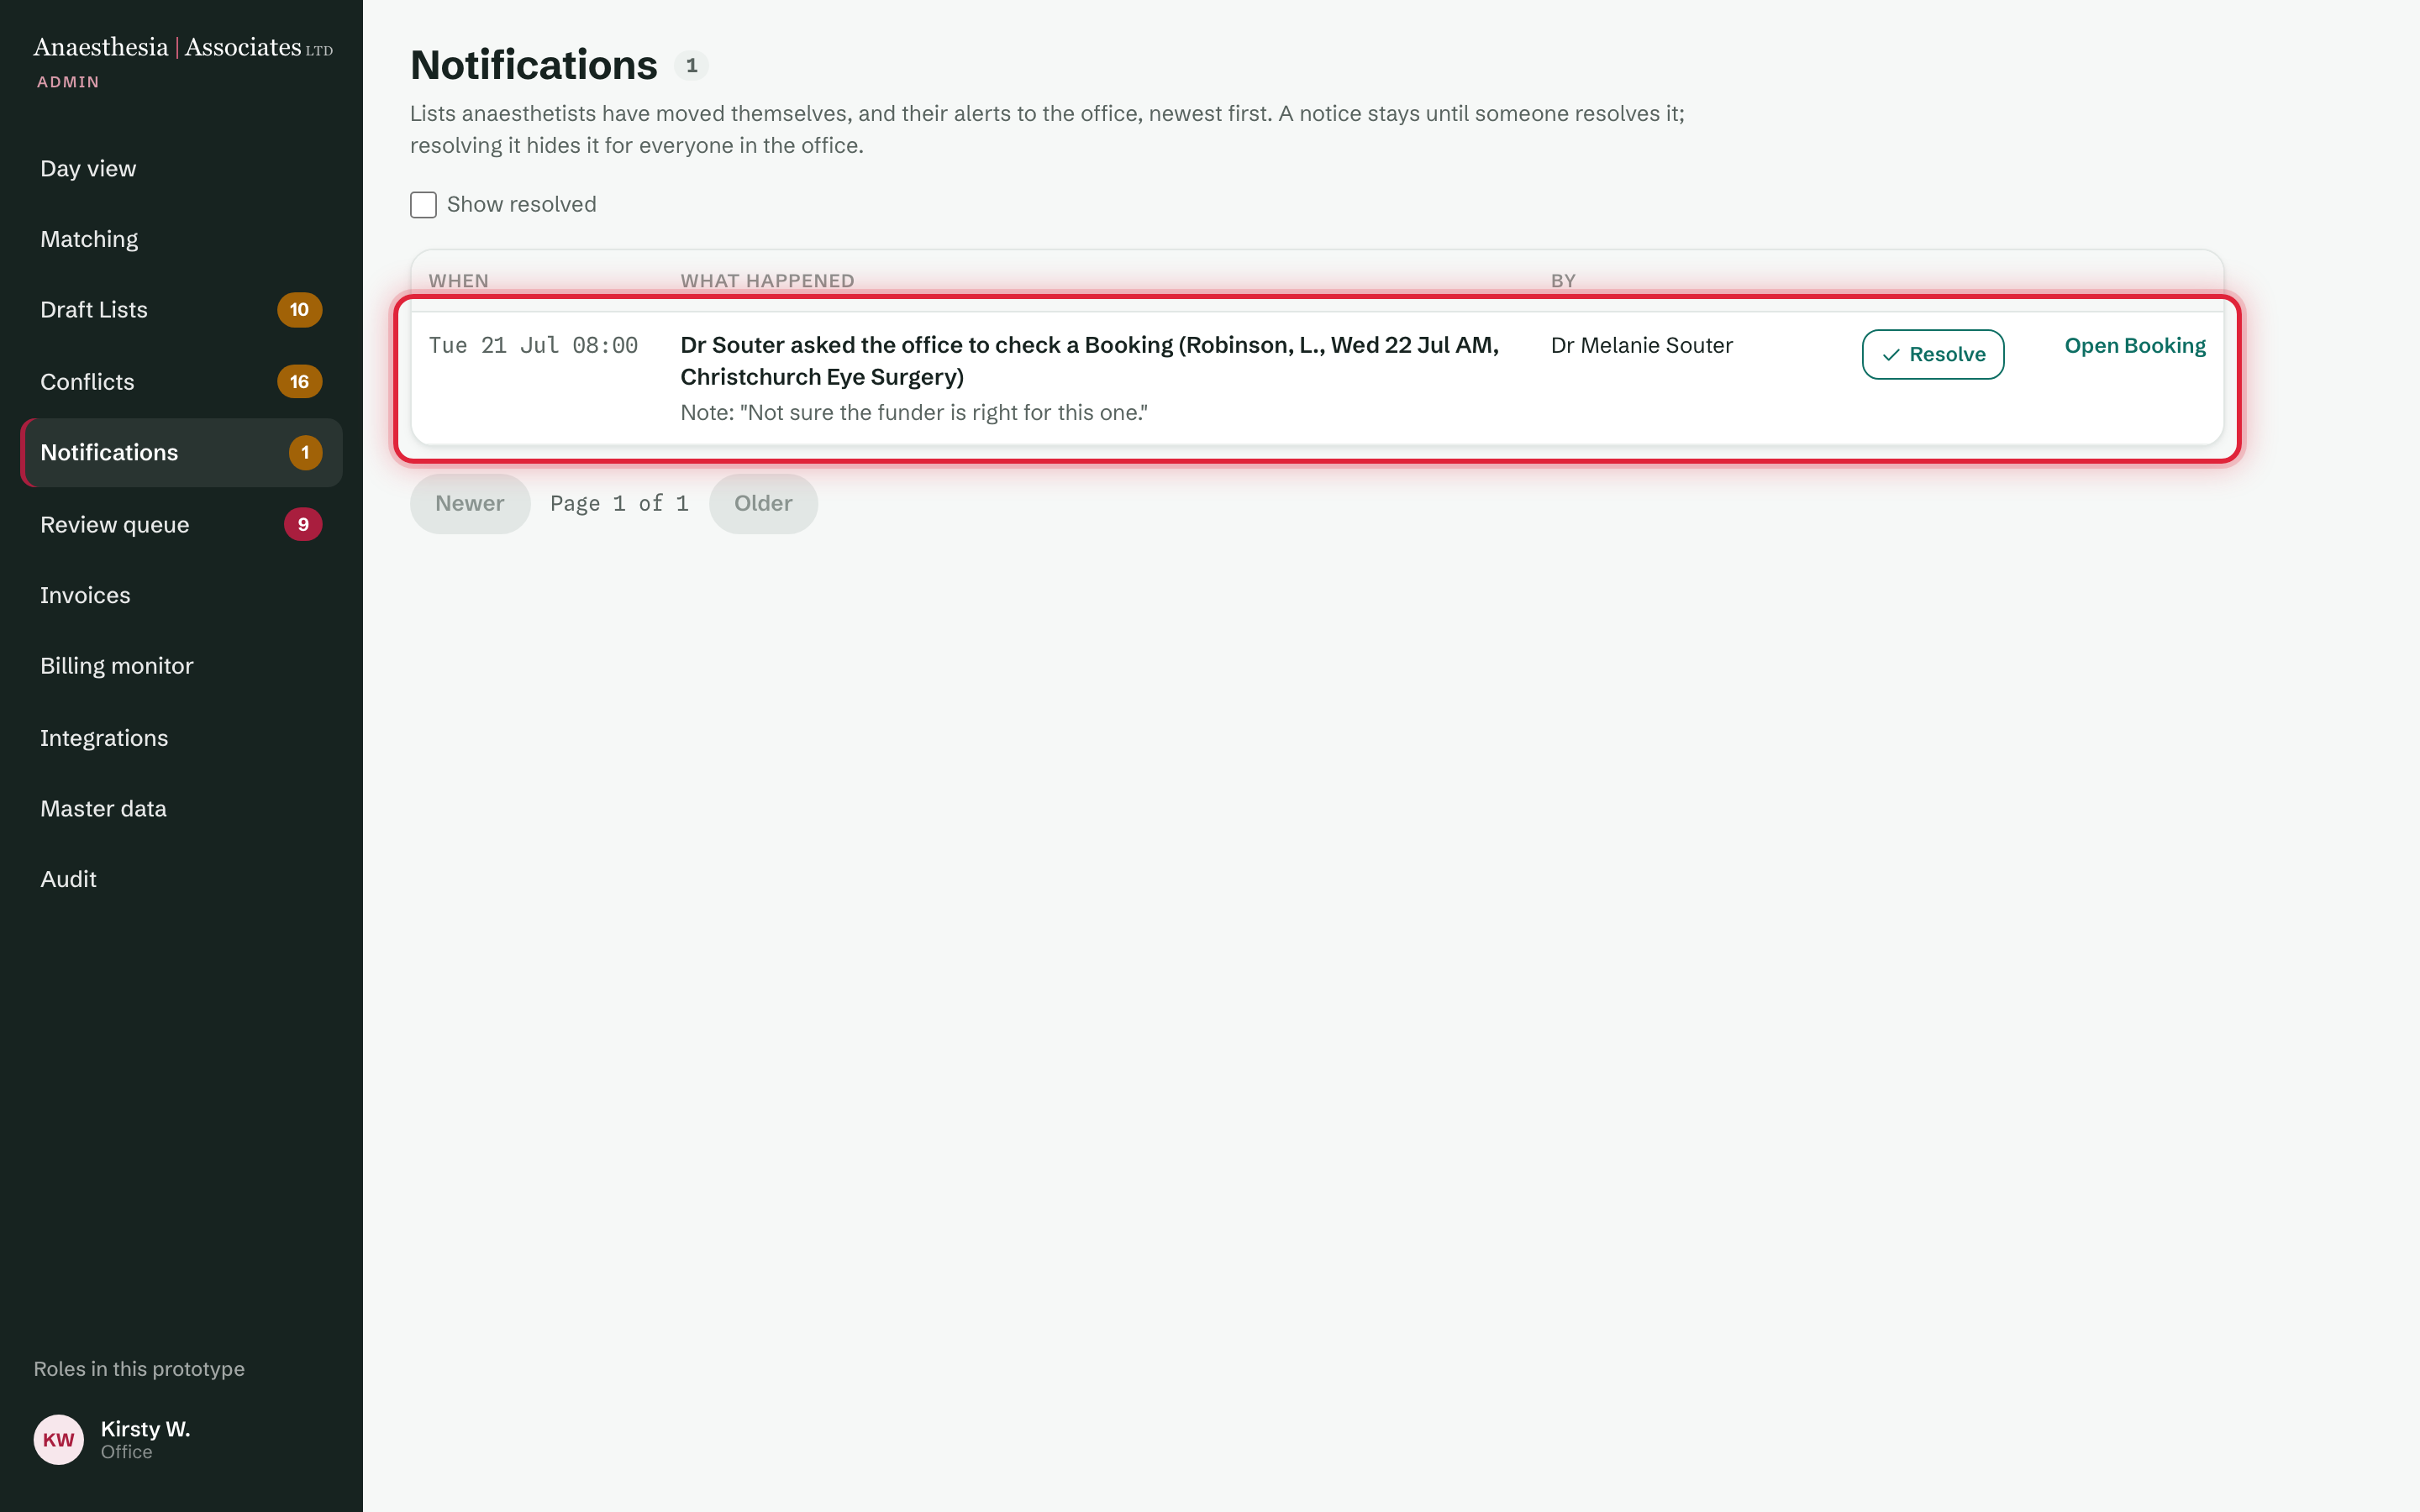 Anaesthesia | Associates LTD
ADMIN
Day view
Matching
Draft Lists 10
Conflicts 16
Notifications 1
Review queue 9
Invoices
Billing monitor
Integrations
Master data
Audit
Roles in this prototype
KW
Kirsty W.
Office
Notifications 1
Lists anaesthetists have moved themselves, and their alerts to the office, newest first. A notice stays until someone resolves it;
resolving it hides it for everyone in the office.
Show resolved
WHEN WHAT HAPPENED BY
Tue 21 Jul 08:00 Dr Souter asked the office to check a Booking (Robinson, L., Wed 22 Jul AM, Dr Melanie Souter Resolve Open Booking
Christchurch Eye Surgery)
Note: "Not sure the funder is right for this one."
Newer Page 1 of 1 Older